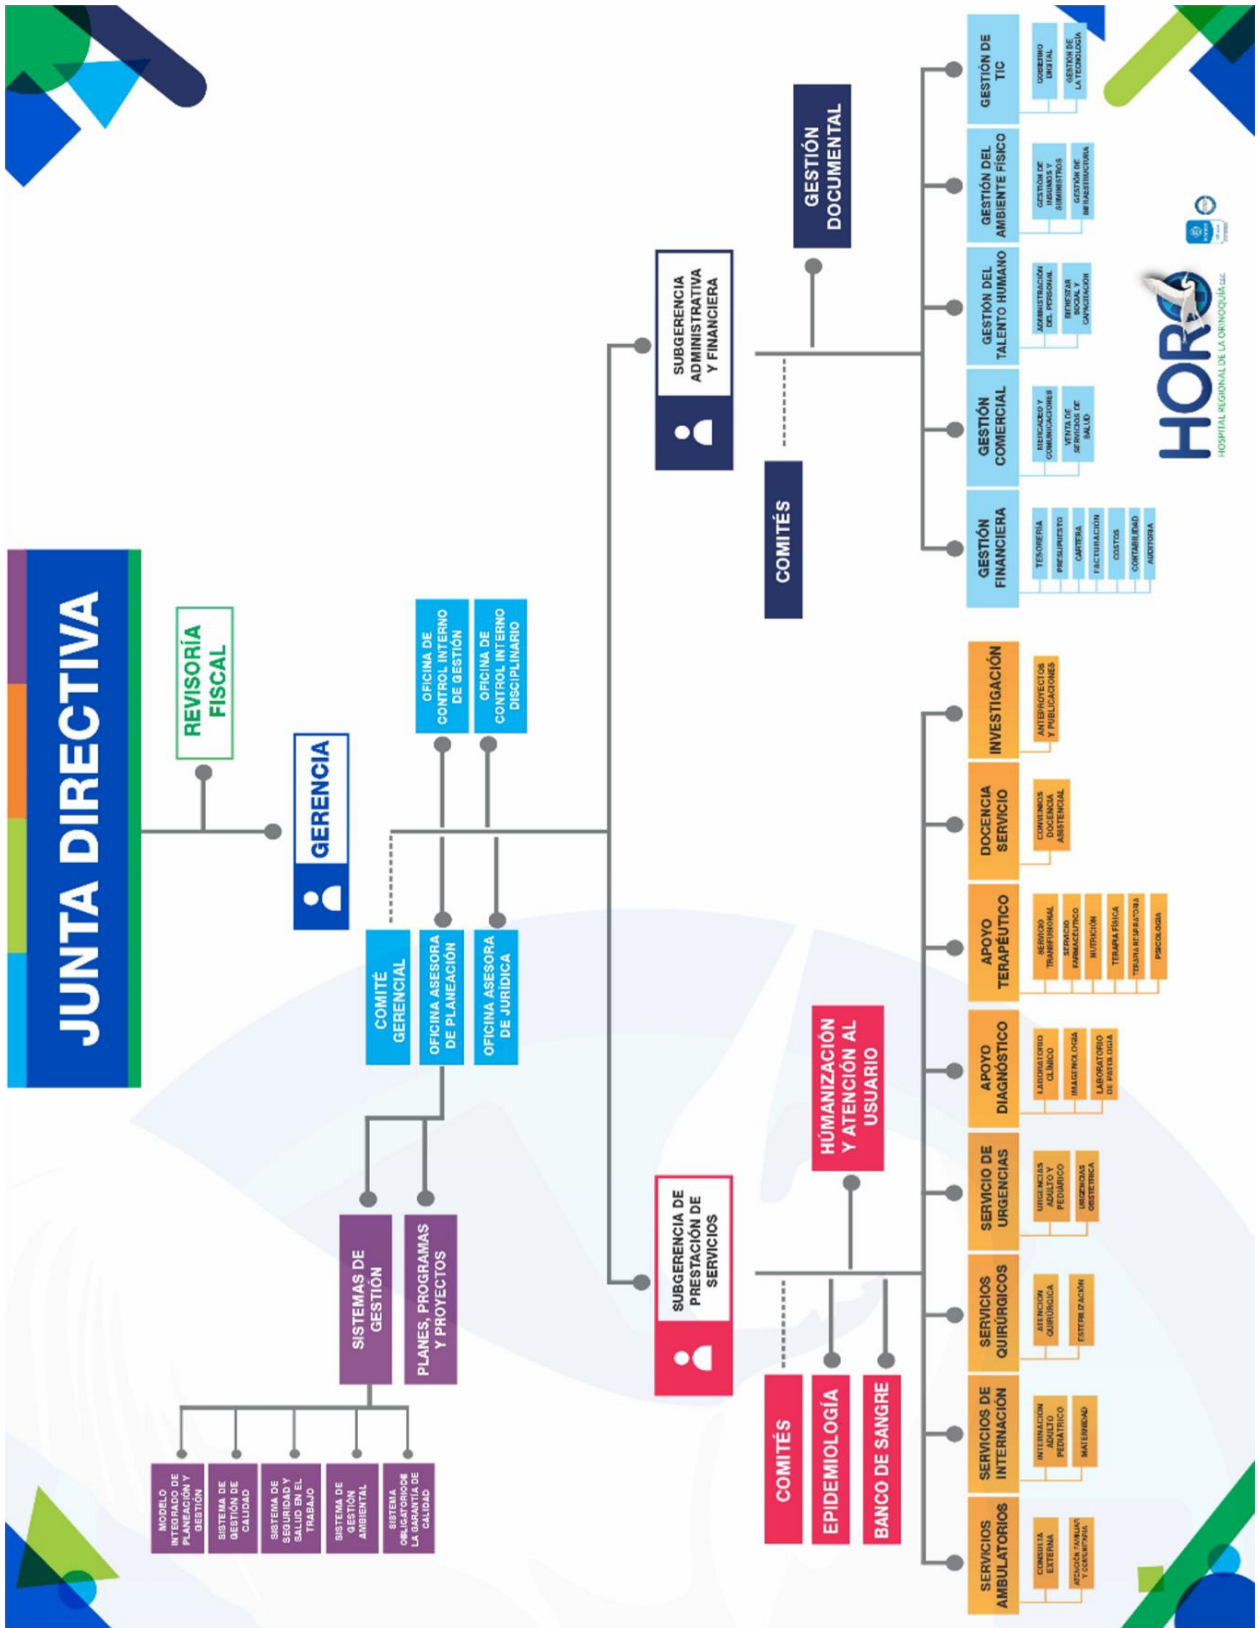 JUNTA DIRECTIVA
REVISORÍA
FISCAL
GERENCIA
COMITÉ
GERENCIAL
OFICINA ASESORA
DE PLANEACIÓN
OFICINA DE
CONTROL INTERNO
DE GESTIÓN
OFICINA ASESORA
DE JURÍDICA
OFICINA DE
CONTROL INTERNO
DISCIPLINARIO
SISTEMAS DE
GESTIÓN
PLANES, PROGRAMAS
Y PROYECTOS
MODELO
INTEGRADO DE
PLANEACIÓN Y
GESTIÓN
SISTEMA DE
GESTIÓN DE
CALIDAD
SISTEMA DE
SEGURIDAD Y
SALUD EN EL
TRABAJO
SISTEMA DE
GESTIÓN
AMBIENTAL
SISTEMA
OBLIGATORIODE
LA GARANTÍA DE
CALIDAD
SUBGERENCIA DE
PRESTACIÓN DE
SERVICIOS
COMITÉS
EPIDEMIOLOGÍA
BANCO DE SANGRE
HÚMANIZACIÓN
Y ATENCIÓN AL
USUARIO
SERVICIOS
AMBULATORIOS
CONSULTA
EXTERNA
ATENCIÓN FAMILIAR
Y COMUNITARIA
SERVICIOS DE
INTERNACIÓN
INTERNACIÓN
ADULTO
PEDIÁTRICO
MATERNIDAD
SERVICIOS
QUIRÚRGICOS
ATENCIÓN
QUIRÚRGICA
ESTERILIZACIÓN
SERVICIO DE
URGENCIAS
URGENCIAS
ADULTO Y
PEDIÁRICO
URGENCIAS
OBSTÉTRICA
APOYO
DIAGNÓSTICO
LABORATORIO
CLÍNICO
IMAGENOLOGIA
LABORATORIO
DE PATOLOGIA
APOYO
TERAPÉUTICO
SERVICIO
TRANSFUSIONAL
SERVICIO
FARMACÉUTICO
NUTRICIÓN
TERAPIA FÍSICA
TERAPIA RESPIRATORIA
PSICOLOGIA
DOCENCIA
SERVICIO
CONVENIOS
DOCENCIA
ASISTENCIAL
INVESTIGACIÓN
ANTEPROYECTOS
Y PUBLICACIONES
SUBGERENCIA
ADMINISTRATIVA
Y FINANCIERA
COMITÉS
GESTIÓN
DOCUMENTAL
GESTIÓN
FINANCIERA
TESORERÍA
PRESUPUESTO
CARTERA
FACTURACIÓN
COSTOS
CONTABILIDAD
AUDITORIA
GESTIÓN
COMERCIAL
MERCADEO Y
COMUNICACIONES
VENTA DE
SERVICIOS DE
SALUD
GESTIÓN DEL
TALENTO HUMANO
ADMINISTRACIÓN
DEL PERSONAL
BIENESTAR
SOCIAL Y
CAPACITACIÓN
GESTIÓN DEL
AMBIENTE FÍSICO
GESTIÓN DE
INSUMOS Y
SUMINISTROS
GESTIÓN DE
INFRAESTRUCTURA
GESTIÓN DE
TIC
GOBIERNO
DIGITAL
GESTIÓN DE
LA TECNOLOGÍA
HORO
HOSPITAL REGIONAL DE LA ORINOQUÍA